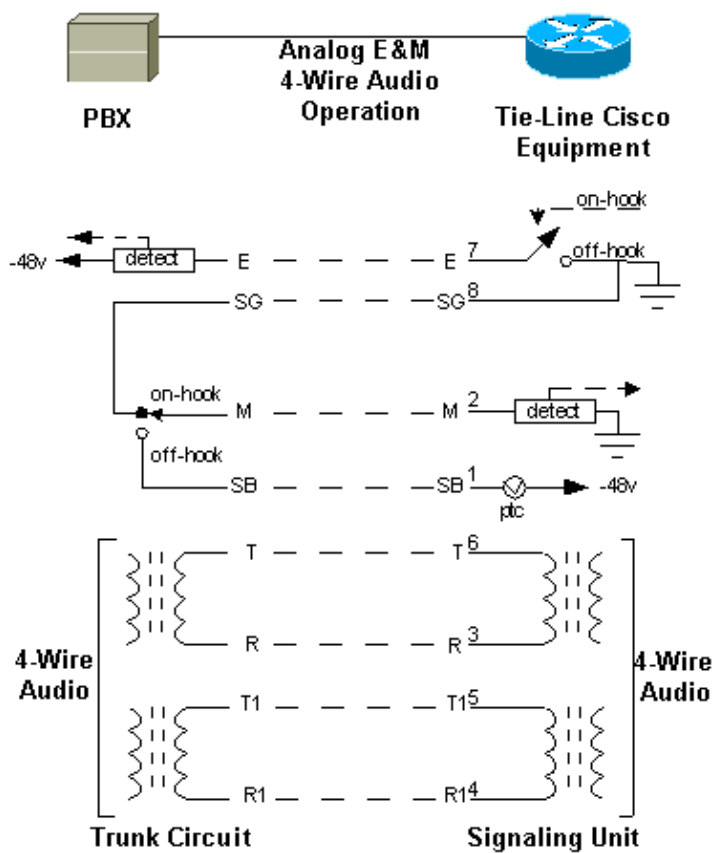 Analog E&M
4-Wire Audio
Operation
PBX
Tie-Line Cisco
Equipment
on-hook
-48v detect E E 7 off-hook
SG SG 8
on-hook
M M 2 detect
off-hook
SB SB 1 -48v
ptc
T T 6
R R 3
4-Wire
Audio
4-Wire
Audio
T1 T1 5
R1 R1 4
Trunk Circuit Signaling Unit